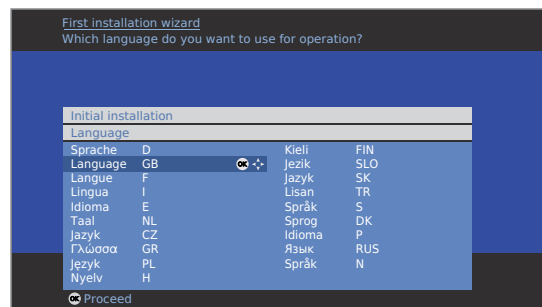 First installation wizard
Which language do you want to use for operation?
Initial installation
Language
Sprache D Kieli FIN
Language GB OK Jezik SLO
Langue F Jazyk SK
Lingua I Lisan TR
Idioma E Språk S
Taal NL Sprog DK
Jazyk CZ Idioma P
Γλώσσα GR Язык RUS
Język PL Språk N
Nyelv H
OK Proceed